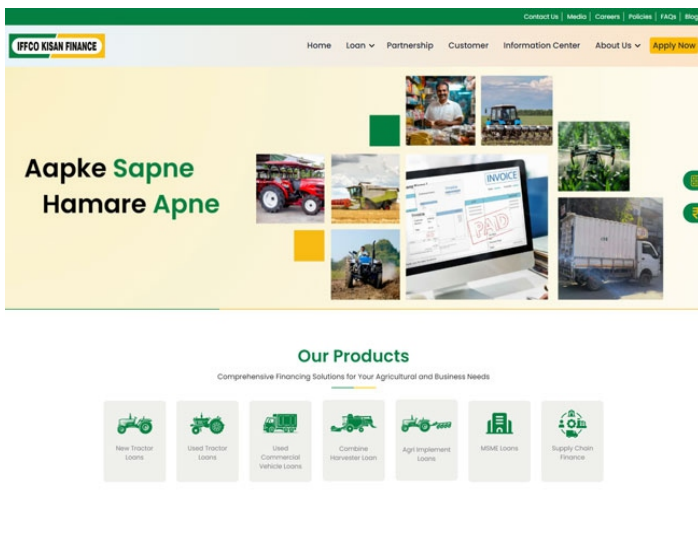 Contact Us | Media | Careers | Policies | FAQs | Blog
IFFCO KISAN FINANCE
Home Loan Partnership Customer Information Center About Us Apply Now
Aapke Sapne
Hamare Apne
INVOICE
PAID
Our Products
Comprehensive Financing Solutions for Your Agricultural and Business Needs
New Tractor
Loans
Used Tractor
Loans
Used
Commercial
Vehicle Loans
Combine
Harvester Loan
Agri Implement
Loans
MSME Loans
Supply Chain
Finance